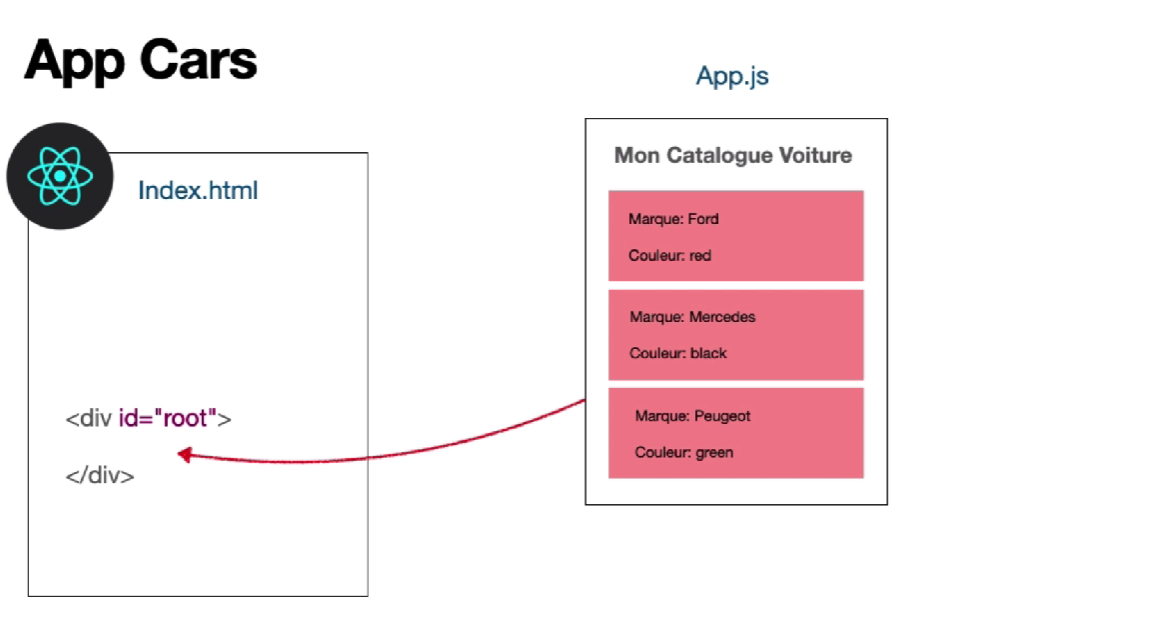 App Cars
Index.html
<div id="root">
</div>
App.js
Mon Catalogue Voiture
Marque: Ford
Couleur: red
Marque: Mercedes
Couleur: black
Marque: Peugeot
Couleur: green